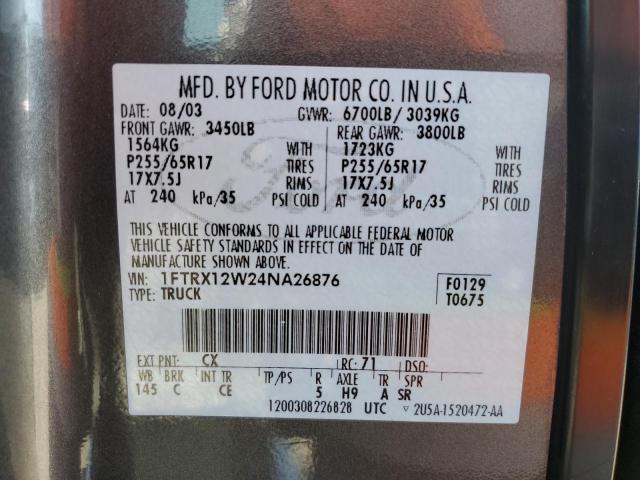 MFD. BY FORD MOTOR CO. IN U.S.A.
DATE: 08/03 GVWR: 6700LB/ 3039KG
FRONT GAWR: 3450LB REAR GAWR: 3800LB
1564KG WITH 1723KG WITH
P255/65R17 TIRES P255/65R17 TIRES
17X7.5J RIMS 17X7.5J RIMS
AT 240 kPa/35 PSI COLD AT 240 kPa/35 PSI COLD
Ford
THIS VEHICLE CONFORMS TO ALL APPLICABLE FEDERAL MOTOR
VEHICLE SAFETY STANDARDS IN EFFECT ON THE DATE OF
MANUFACTURE SHOWN ABOVE.
VIN: 1FTRX12W24NA26876 F0129
TYPE: TRUCK T0675
EXT PNT: CX RC: 71 DSO:
WB BRK INT TR TP/PS R AXLE TR SPR
145 C CE 5 H9 A SR
1200308226828 UTC ▽ 2U5A-1520472-AA